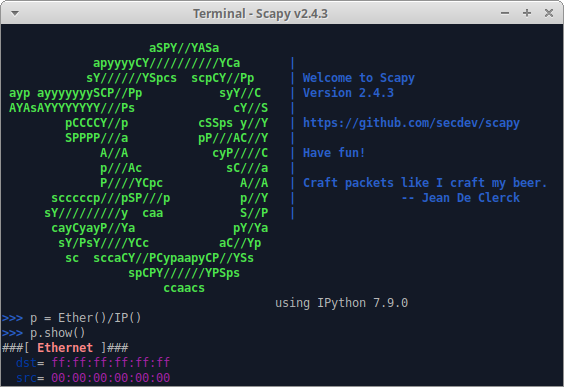 Terminal - Scapy v2.4.3
aSPY//YASa
apyyyyCY//////////YCa |
sY//////YSpcs scpCY//Pp | Welcome to Scapy
ayp ayyyyyyySCP//Pp syY//C | Version 2.4.3
AYAsAYYYYYYYY///Ps cY//S |
pCCCCY//p cSSps y//Y | https://github.com/secdev/scapy
SPPPP///a pP///AC//Y |
A//A cyP////C | Have fun!
p///Ac sC///a |
P////YCpc A//A | Craft packets like I craft my beer.
scccccp///pSP///p p//Y | -- Jean De Clerck
sY/////////y caa S//P |
cayCyayP//Ya pY/Ya
sY/PsY////YCc aC//Yp
sc sccaCY//PCypaapyCP//YSs
spCPY//////YPSps
ccaacs
using IPython 7.9.0
>>> p = Ether()/IP()
>>> p.show()
###[ Ethernet ]###
dst= ff:ff:ff:ff:ff:ff
src= 00:00:00:00:00:00